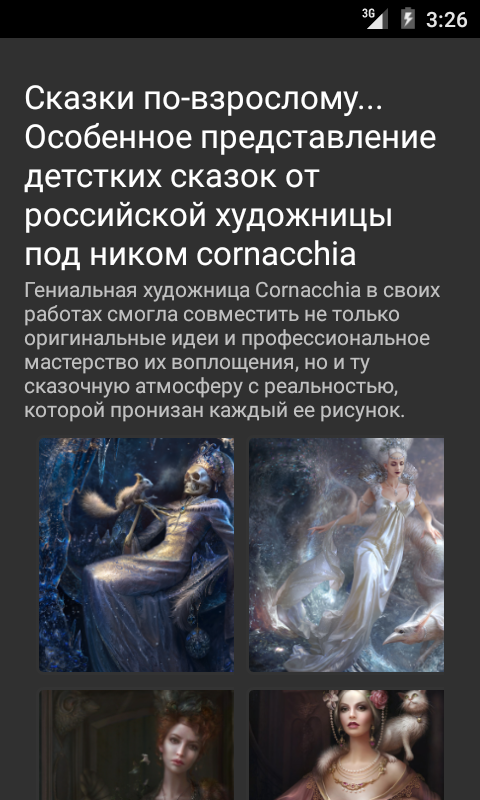 3G
3:26
Сказки по-взрослому...
Особенное представление
детстких сказок от
российской художницы
под ником cornacchia
Гениальная художница Cornacchia в своих
работах смогла совместить не только
оригинальные идеи и профессиональное
мастерство их воплощения, но и ту
сказочную атмосферу с реальностью,
которой пронизан каждый ее рисунок.